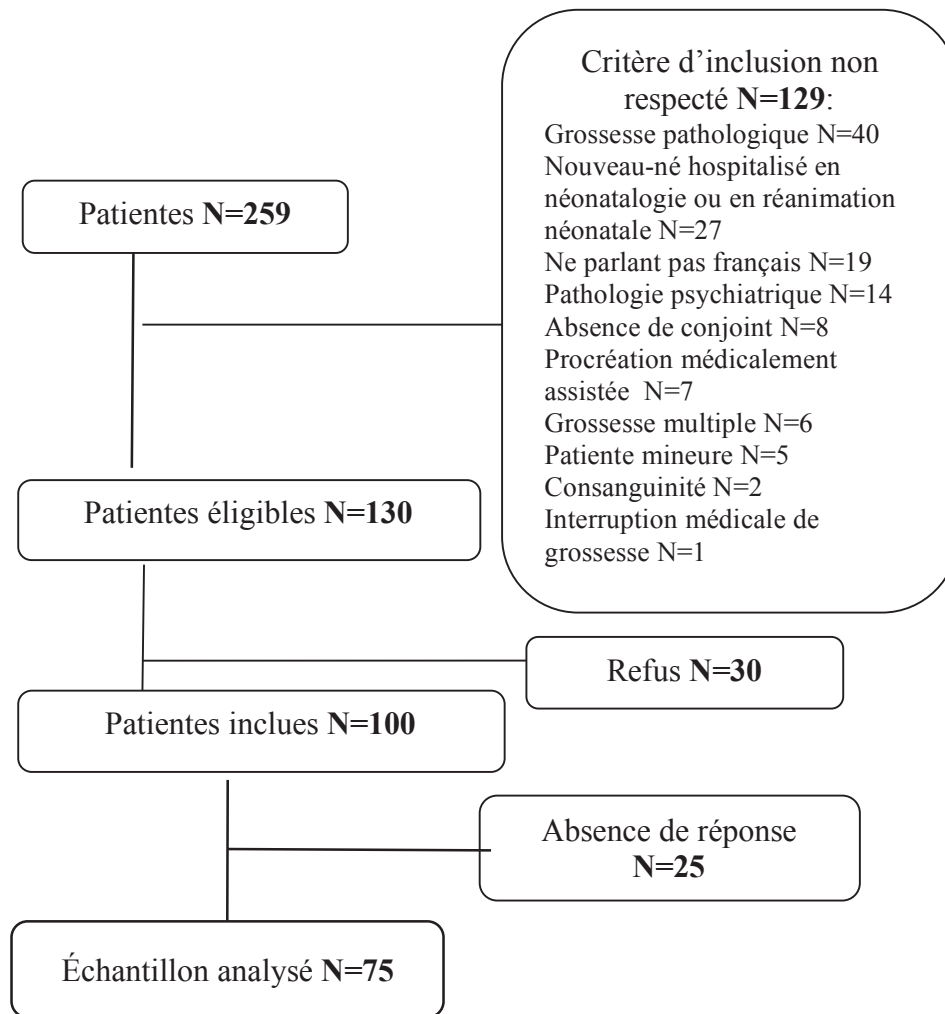 Critère d'inclusion non
respecté N=129:
Grossesse pathologique N=40
Nouveau-né hospitalisé en
néonatalogie ou en réanimation
néonatale N=27
Ne parlant pas français N=19
Pathologie psychiatrique N=14
Absence de conjoint N=8
Procréation médicalement
assistée N=7
Grossesse multiple N=6
Patiente mineure N=5
Consanguinité N=2
Interruption médicale de
grossesse N=1
Patientes N=259
Patientes éligibles N=130
Refus N=30
Patientes inclues N=100
Absence de réponse
N=25
Échantillon analysé N=75